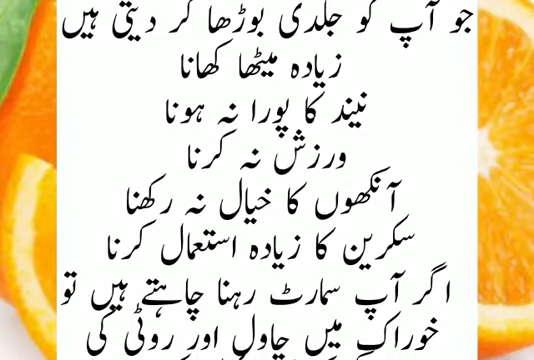 جو آپ کو جلدی بوڑھا کر دیتی ہیں
زیادہ میٹھا کھانا
نیند کا پورا نہ ہونا
ورزش نہ کرنا
آنکھوں کا خیال نہ رکھنا
سکرین کا زیادہ استعمال کرنا
اگر آپ سمارٹ رہنا چاہتے ہیں تو
خوراک میں چاول اور روٹی کی